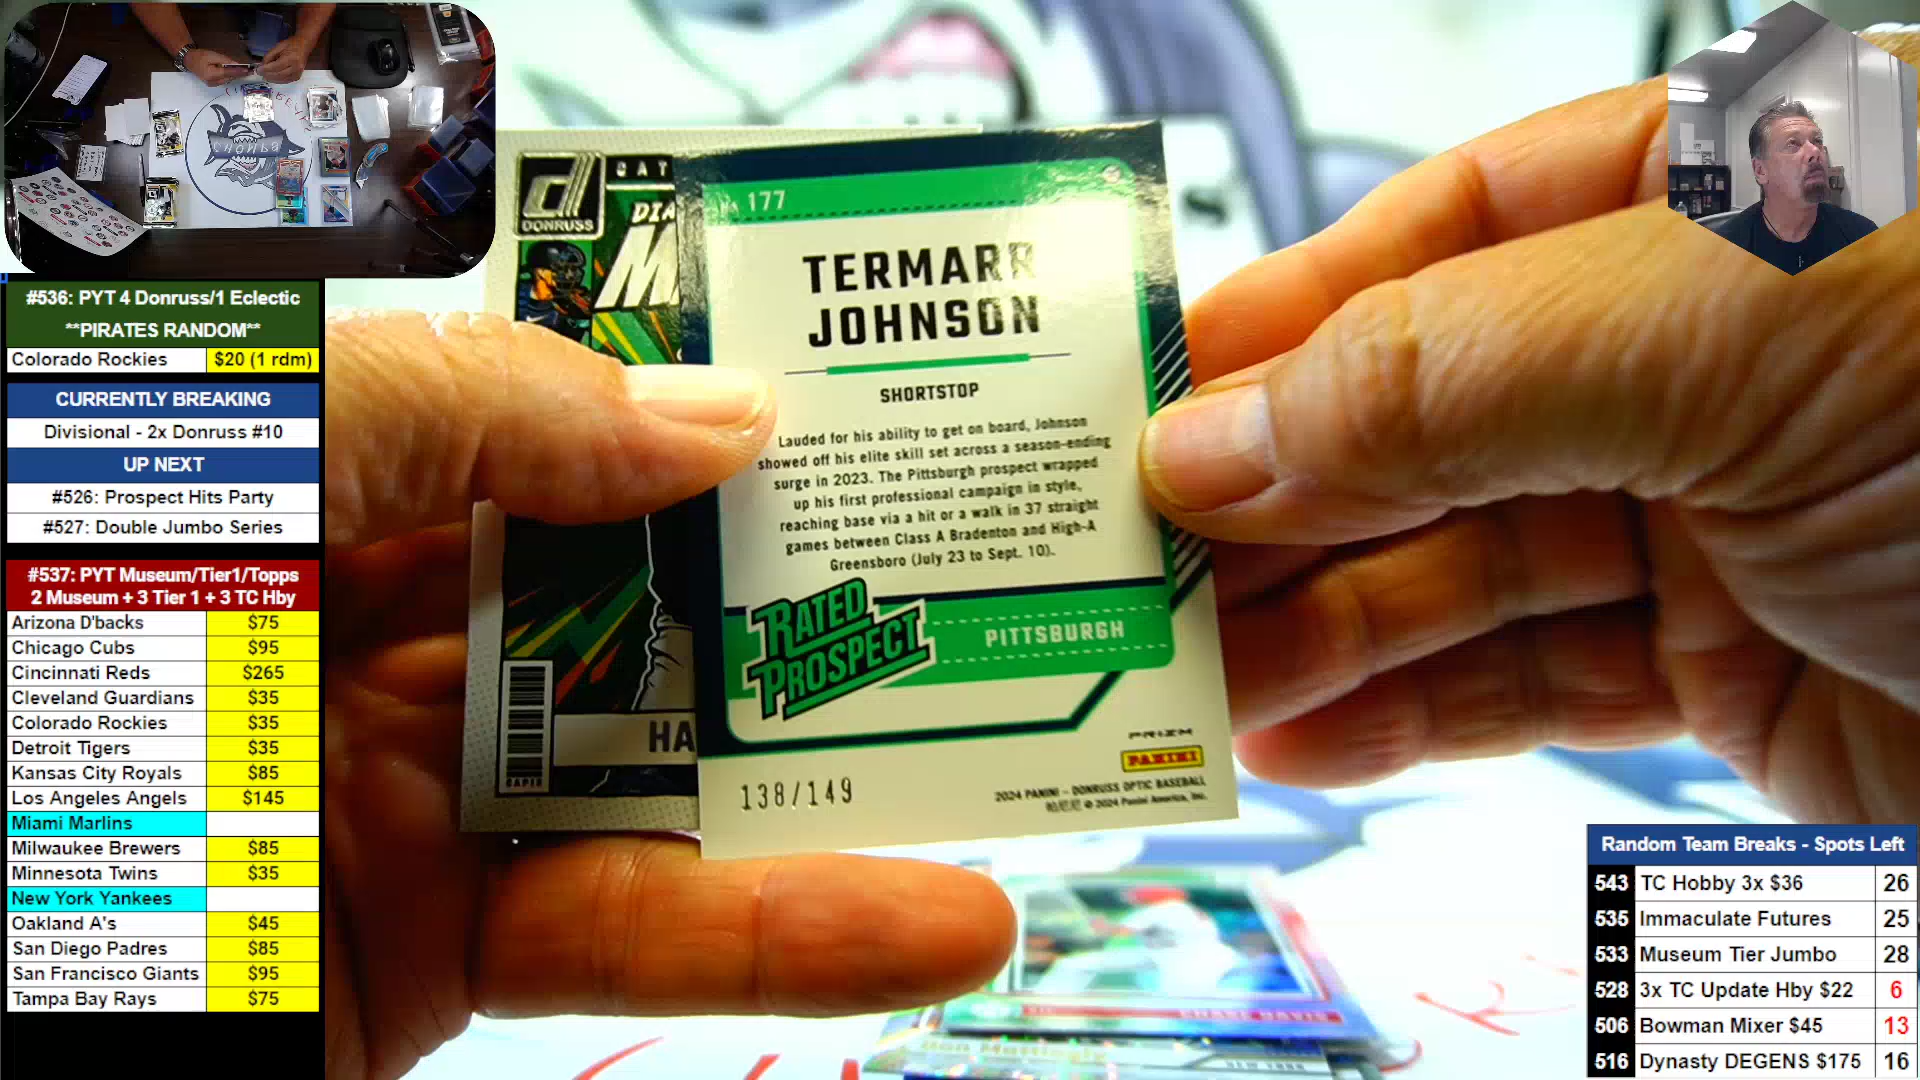 #536: PYT 4 Donruss/1 Eclectic
**PIRATES RANDOM**
Colorado Rockies $20 (1 rdm)
CURRENTLY BREAKING
Divisional - 2x Donruss #10
UP NEXT
#526: Prospect Hits Party
#527: Double Jumbo Series
#537: PYT Museum/Tier1/Topps
2 Museum + 3 Tier 1 + 3 TC Hby
Arizona D'backs $75
Chicago Cubs $95
Cincinnati Reds $265
Cleveland Guardians $35
Colorado Rockies $35
Detroit Tigers $35
Kansas City Royals $85
Los Angeles Angels $145
Miami Marlins
Milwaukee Brewers $85
Minnesota Twins $35
New York Yankees
Oakland A's $45
San Diego Padres $85
San Francisco Giants $95
Tampa Bay Rays $75
DONRUSS
177
TERMARR
JOHNSON
SHORTSTOP
Lauded for his ability to get on board, Johnson
showed off his elite skill set across a season-ending
surge in 2023. The Pittsburgh prospect wrapped
up his first professional campaign in style,
reaching base via a hit or a walk in 37 straight
games between Class A Bradenton and High-A
Greensboro (July 23 to Sept. 10).
RATED
PROSPECT
PITTSBURGH
PRIZM
PANINI
138/149
2024 PANINI - DONRUSS OPTIC BASEBALL
© 2024 Panini America, Inc.
HA
Don Mattingly
NEW YORK
Random Team Breaks - Spots Left
543 TC Hobby 3x $36 26
535 Immaculate Futures 25
533 Museum Tier Jumbo 28
528 3x TC Update Hby $22 6
506 Bowman Mixer $45 13
516 Dynasty DEGENS $175 16